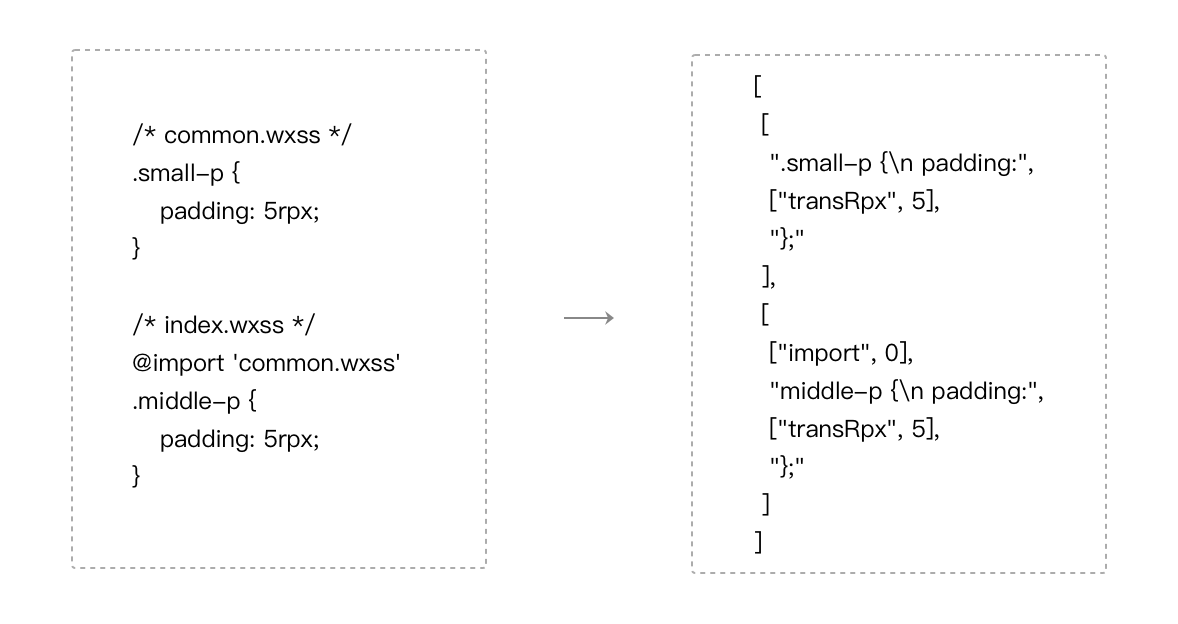 /* common.wxss */
.small-p {
    padding: 5rpx;
}
/* index.wxss */
@import 'common.wxss'
.middle-p {
    padding: 5rpx;
}
[
[
".small-p {\n padding:",
["transRpx", 5],
"};"
],
[
["import", 0],
"middle-p {\n padding:",
["transRpx", 5],
"};"
]
]